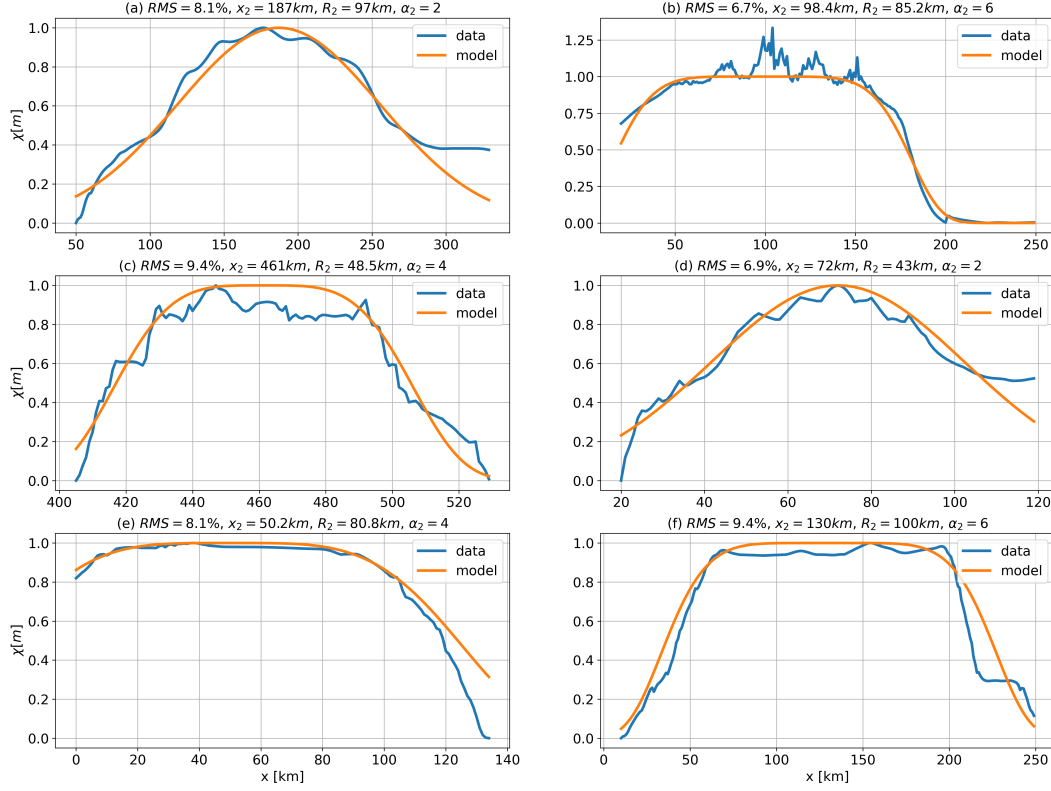 (a) RMS = 8.1%, x₂ = 187km, R₂ = 97km, α₂ = 2
1.0
0.8
0.6
0.4
0.2
0.0
χ[m]
50 100 150 200 250 300
data
model
(b) RMS = 6.7%, x₂ = 98.4km, R₂ = 85.2km, α₂ = 6
1.25
1.00
0.75
0.50
0.25
0.00
50 100 150 200 250
data
model
(c) RMS = 9.4%, x₂ = 461km, R₂ = 48.5km, α₂ = 4
1.0
0.8
0.6
0.4
0.2
0.0
χ[m]
400 420 440 460 480 500 520
data
model
(d) RMS = 6.9%, x₂ = 72km, R₂ = 43km, α₂ = 2
1.0
0.8
0.6
0.4
0.2
0.0
20 40 60 80 100 120
data
model
(e) RMS = 8.1%, x₂ = 50.2km, R₂ = 80.8km, α₂ = 4
1.0
0.8
0.6
0.4
0.2
0.0
χ[m]
0 20 40 60 80 100 120 140
x [km]
data
model
(f) RMS = 9.4%, x₂ = 130km, R₂ = 100km, α₂ = 6
1.0
0.8
0.6
0.4
0.2
0.0
0 50 100 150 200 250
x [km]
data
model